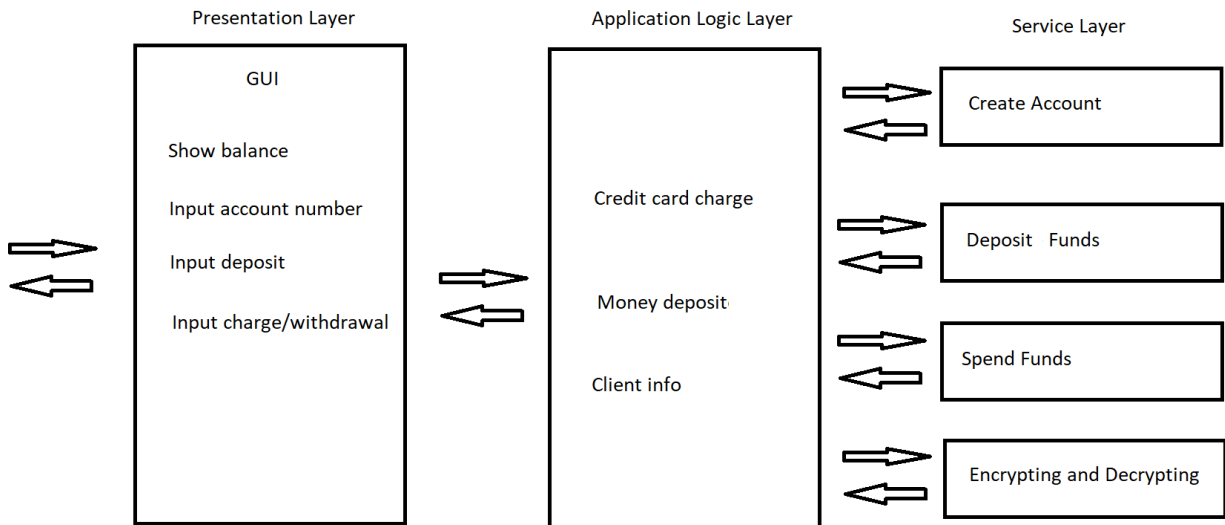 Presentation Layer
GUI
Show balance
Input account number
Input deposit
Input charge/withdrawal
Application Logic Layer
Credit card charge
Money deposit
Client info
Service Layer
Create Account
Deposit Funds
Spend Funds
Encrypting and Decrypting